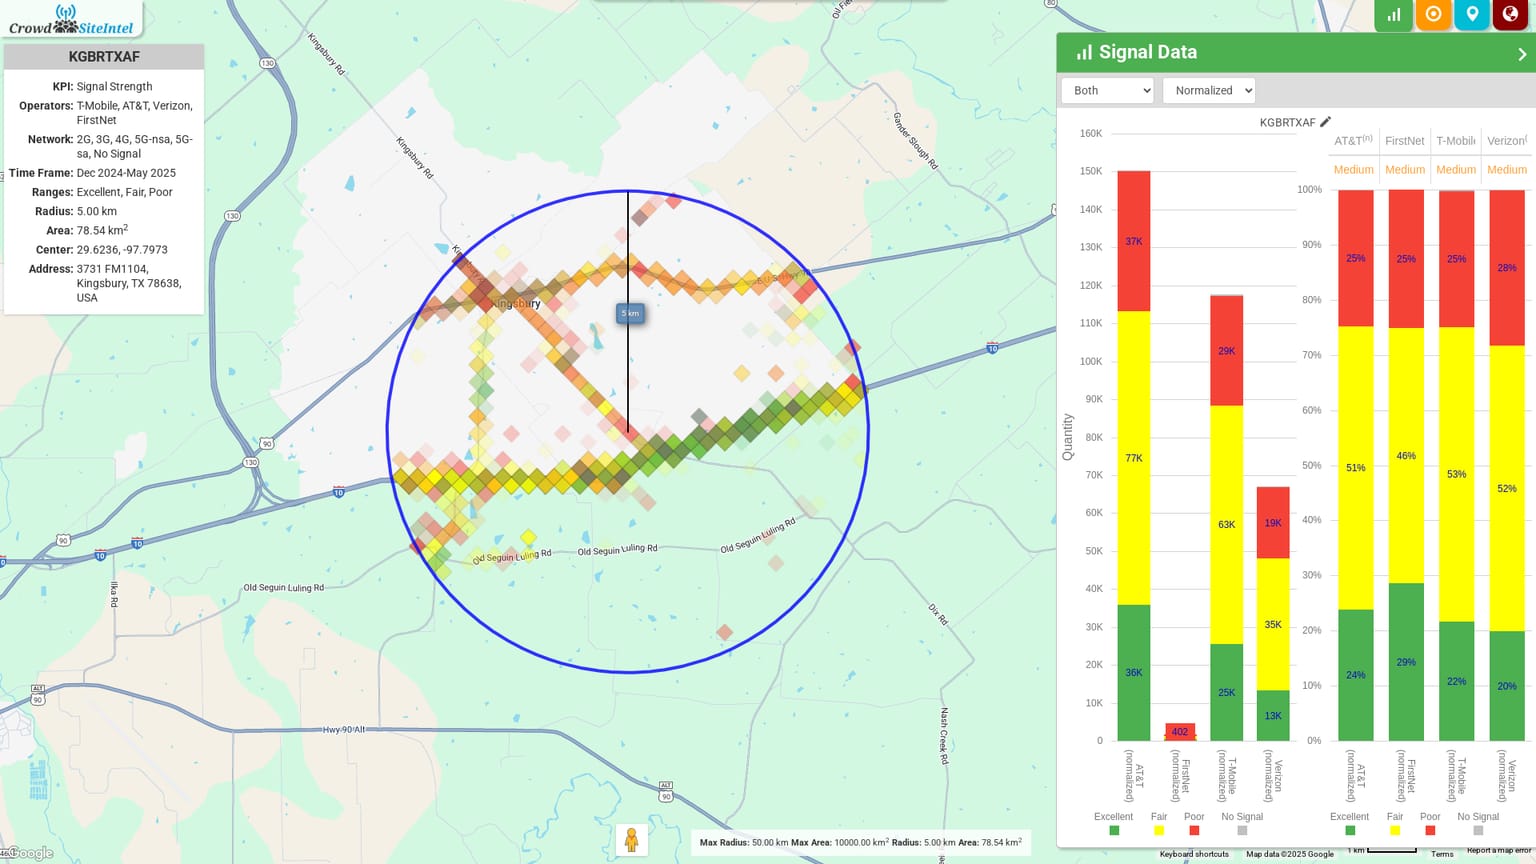 Crowd SiteIntel
KGBRTXAF
KPI: Signal Strength
Operators: T-Mobile, AT&T, Verizon,
FirstNet
Network: 2G, 3G, 4G, 5G-nsa, 5G-
sa, No Signal
Time Frame: Dec 2024-May 2025
Ranges: Excellent, Fair, Poor
Radius: 5.00 km
Area: 78.54 km²
Center: 29.6236, -97.7973
Address: 3731 FM1104,
Kingsbury, TX 78638,
USA
Kingsbury Rd
Kingsbury Rd
130
130
130
90
90
10
10
10
10
Gander Slough Rd
80
Kingsbury
5 km
Old Seguin Luling Rd
Old Seguin Luling Rd
Old Seguin Luling Rd
Old Seguin Luling Rd
Ilka Rd
Dix Rd
Nash Creek Rd
ALT
90
Hwy 90 Alt
ALT
90
Google
Max Radius: 50.00 km Max Area: 10000.00 km² Radius: 5.00 km Area: 78.54 km²
Signal Data
Both
Normalized
KGBRTXAF
160K
150K
140K
130K
120K
110K
100K
90K
80K
70K
60K
50K
40K
30K
20K
10K
0
Quantity
37K
77K
36K
402
29K
63K
25K
19K
35K
13K
AT&T
(normalized)
FirstNet
(normalized)
T-Mobile
(normalized)
Verizon
(normalized)
Excellent
Fair
Poor
No Signal
AT&T(n)
FirstNet
T-Mobile
Verizon(
Medium
Medium
Medium
Medium
100%
90%
80%
70%
60%
50%
40%
30%
20%
10%
0%
25%
51%
24%
25%
46%
29%
25%
53%
22%
28%
52%
20%
AT&T
(normalized)
FirstNet
(normalized)
T-Mobile
(normalized)
Verizon
(normalized)
Excellent
Fair
Poor
No Signal
Keyboard shortcuts
Map data ©2025 Google
1 km
Terms
Report a map error